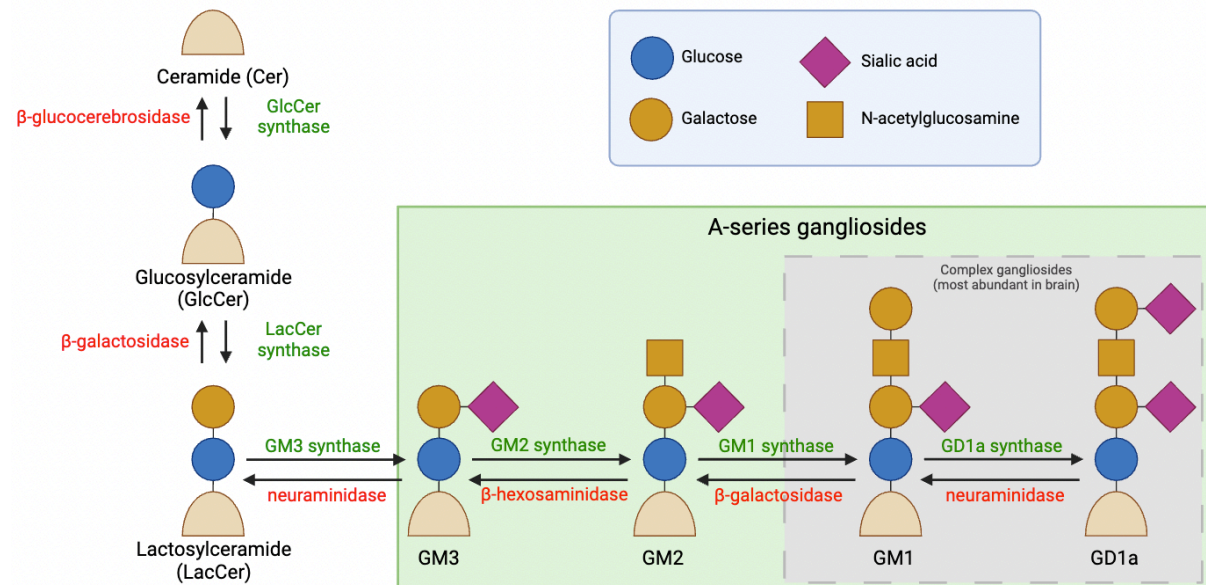 Ceramide (Cer)
β-glucocerebrosidase
GlcCer
synthase
Glucosylceramide
(GlcCer)
β-galactosidase
LacCer
synthase
Lactosylceramide
(LacCer)
Glucose
Sialic acid
Galactose
N-acetylglucosamine
A-series gangliosides
Complex gangliosides
(most abundant in brain)
GM3 synthase
neuraminidase
GM2 synthase
β-hexosaminidase
GM1 synthase
β-galactosidase
GD1a synthase
neuraminidase
GM3
GM2
GM1
GD1a